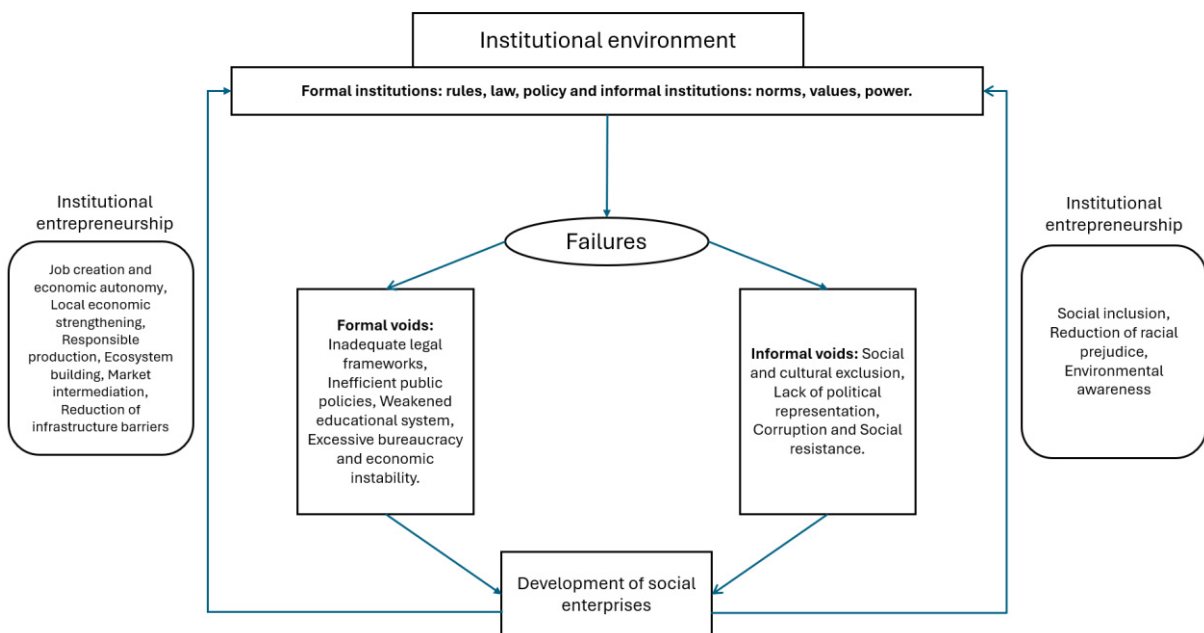 Institutional environment
Formal institutions: rules, law, policy and informal institutions: norms, values, power.
Institutional
entrepreneurship
Job creation and
economic autonomy,
Local economic
strengthening,
Responsible
production, Ecosystem
building, Market
intermediation,
Reduction of
infrastructure barriers
Failures
Formal voids:
Inadequate legal
frameworks,
Inefficient public
policies, Weakened
educational system,
Excessive bureaucracy
and economic
instability.
Informal voids: Social
and cultural exclusion,
Lack of political
representation,
Corruption and Social
resistance.
Institutional
entrepreneurship
Social inclusion,
Reduction of racial
prejudice,
Environmental
awareness
Development of social
enterprises